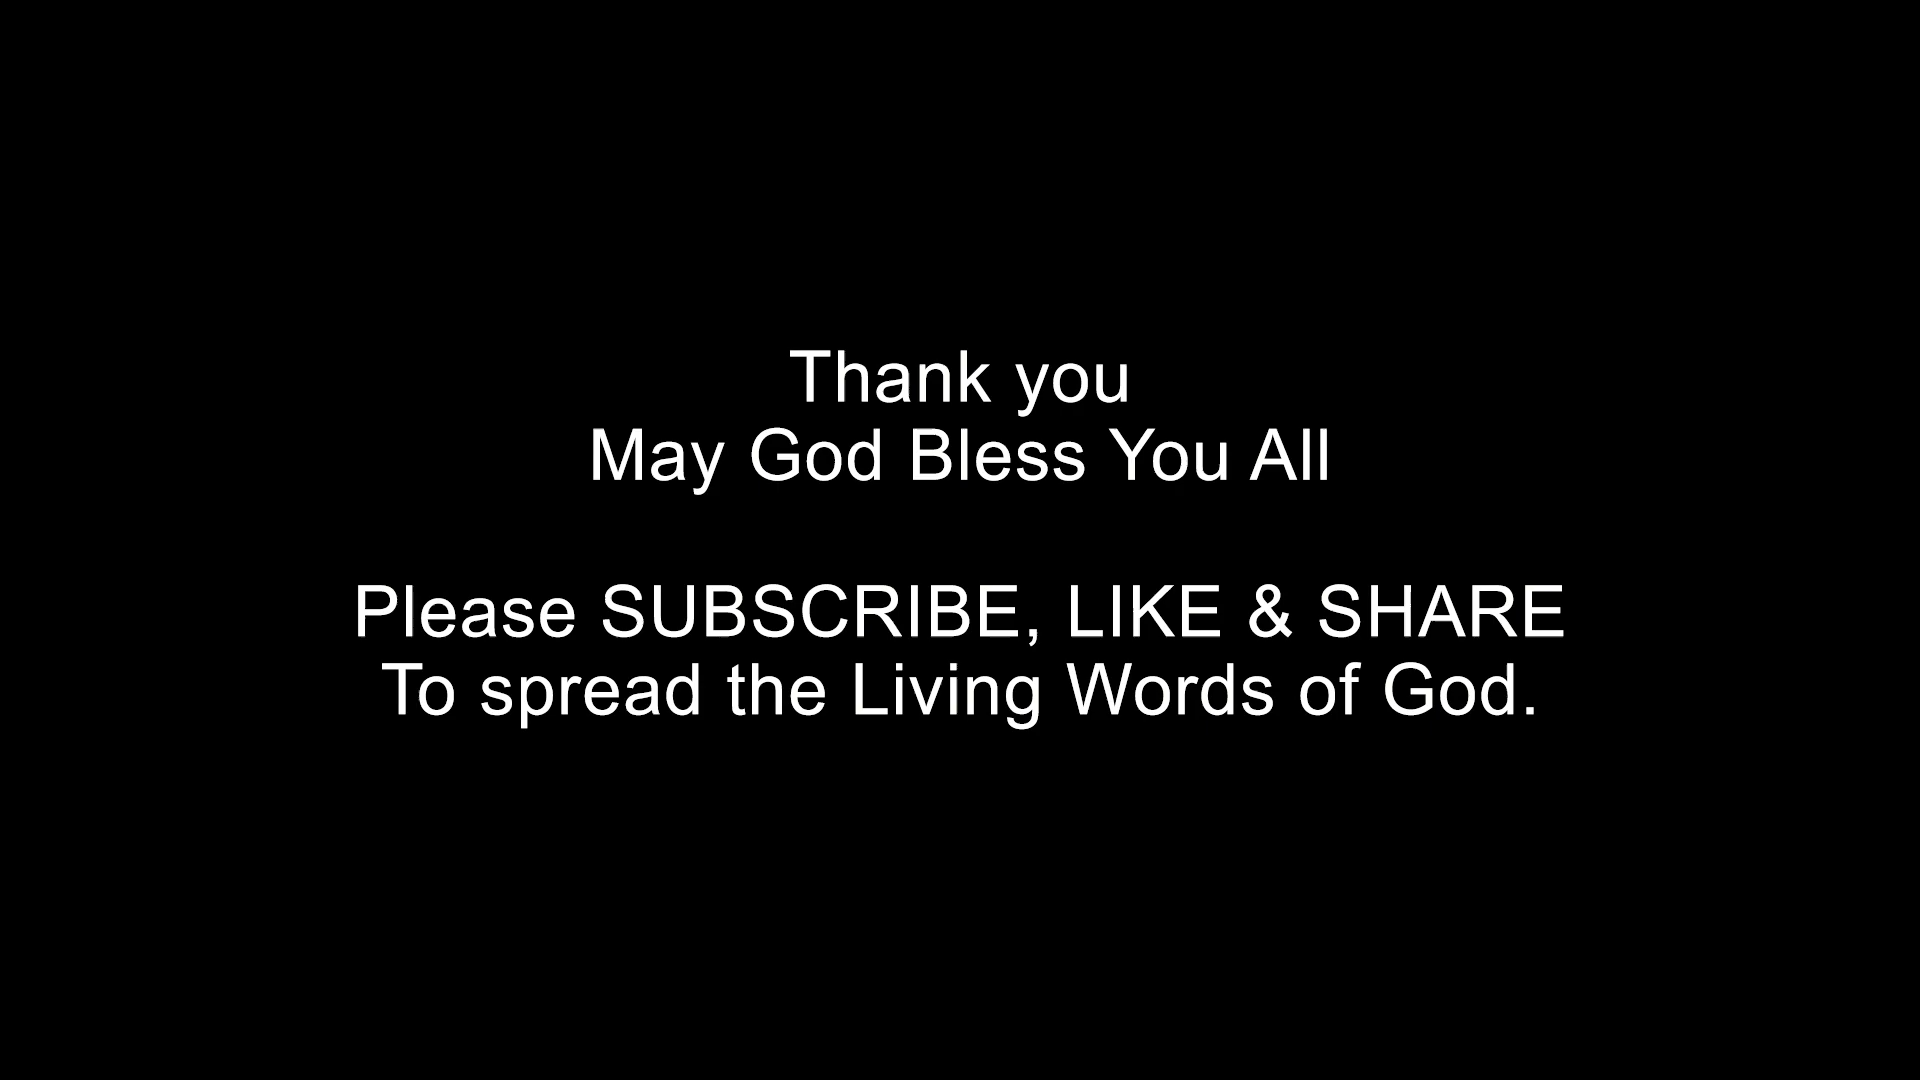 Thank you
May God Bless You All
Please SUBSCRIBE, LIKE & SHARE
To spread the Living Words of God.